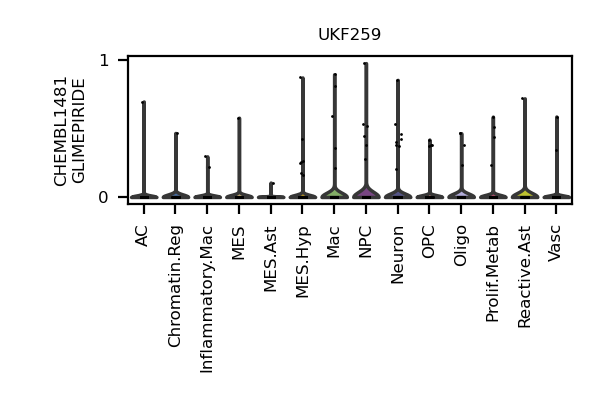 UKF259
CHEMBL1481
GLIMEPIRIDE
1
0
AC
Chromatin.Reg
Inflammatory.Mac
MES
MES.Ast
MES.Hyp
Mac
NPC
Neuron
OPC
Oligo
Prolif.Metab
Reactive.Ast
Vasc